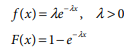 f(x) = λe^{-λx}, λ > 0
F(x) = 1 - e^{-λx}